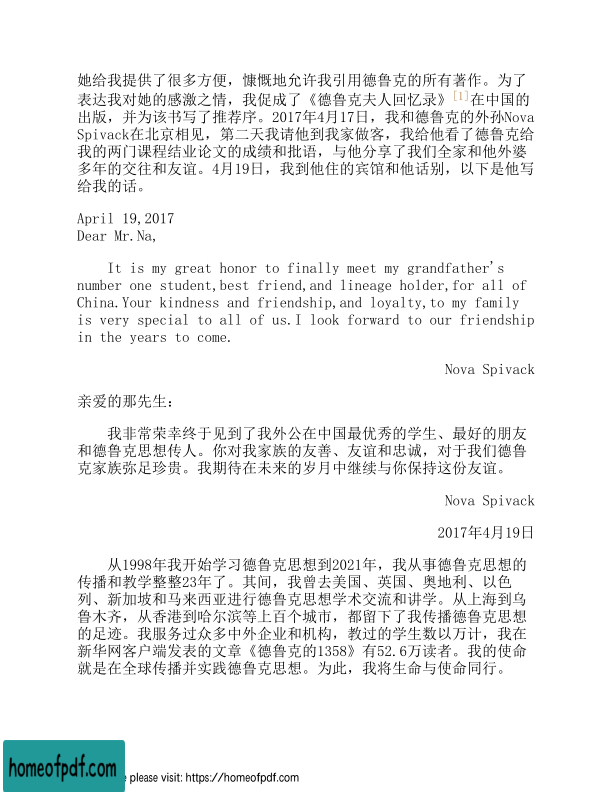 她给我提供了很多方便，慷慨地允许我引用德鲁克的所有著作。为了
表达我对她的感激之情，我促成了《德鲁克夫人回忆录》[1]在中国的
出版，并为该书写了推荐序。2017年4月17日，我和德鲁克的外孙Nova
Spivack在北京相见，第二天我请他到我家做客，我给他看了德鲁克给
我的两门课程结业论文的成绩和批语，与他分享了我们全家和他外婆
多年的交往和友谊。4月19日，我到他住的宾馆和他话别，以下是他写
给我的话。
April 19,2017
Dear Mr.Na,
It is my great honor to finally meet my grandfather's
number one student,best friend,and lineage holder,for all of
China.Your kindness and friendship,and loyalty,to my family
is very special to all of us.I look forward to our friendship
in the years to come.
Nova Spivack
亲爱的那先生：
我非常荣幸终于见到了我外公在中国最优秀的学生、最好的朋友
和德鲁克思想传人。你对我家族的友善、友谊和忠诚，对于我们德鲁
克家族弥足珍贵。我期待在未来的岁月中继续与你保持这份友谊。
Nova Spivack
2017年4月19日
从1998年我开始学习德鲁克思想到2021年，我从事德鲁克思想的
传播和教学整整23年了。其间，我曾去美国、英国、奥地利、以色
列、新加坡和马来西亚进行德鲁克思想学术交流和讲学。从上海到乌
鲁木齐，从香港到哈尔滨等上百个城市，都留下了我传播德鲁克思想
的足迹。我服务过众多中外企业和机构，教过的学生数以万计，我在
新华网客户端发表的文章《德鲁克的1358》有52.6万读者。我的使命
就是在全球传播并实践德鲁克思想。为此，我将生命与使命同行。
homeofpdf.com
please visit: https://homeofpdf.com